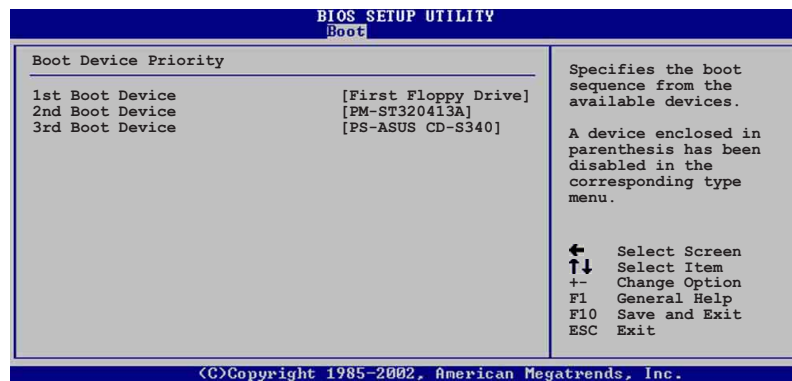 BIOS SETUP UTILITY
Boot
Boot Device Priority
1st Boot Device [First Floppy Drive]
2nd Boot Device [PM-ST320413A]
3rd Boot Device [PS-ASUS CD-S340]
Specifies the boot
sequence from the
available devices.
A device enclosed in
parenthesis has been
disabled in the
corresponding type
menu.
← Select Screen
↑↓ Select Item
+- Change Option
F1 General Help
F10 Save and Exit
ESC Exit
(C)Copyright 1985-2002, American Megatrends, Inc.